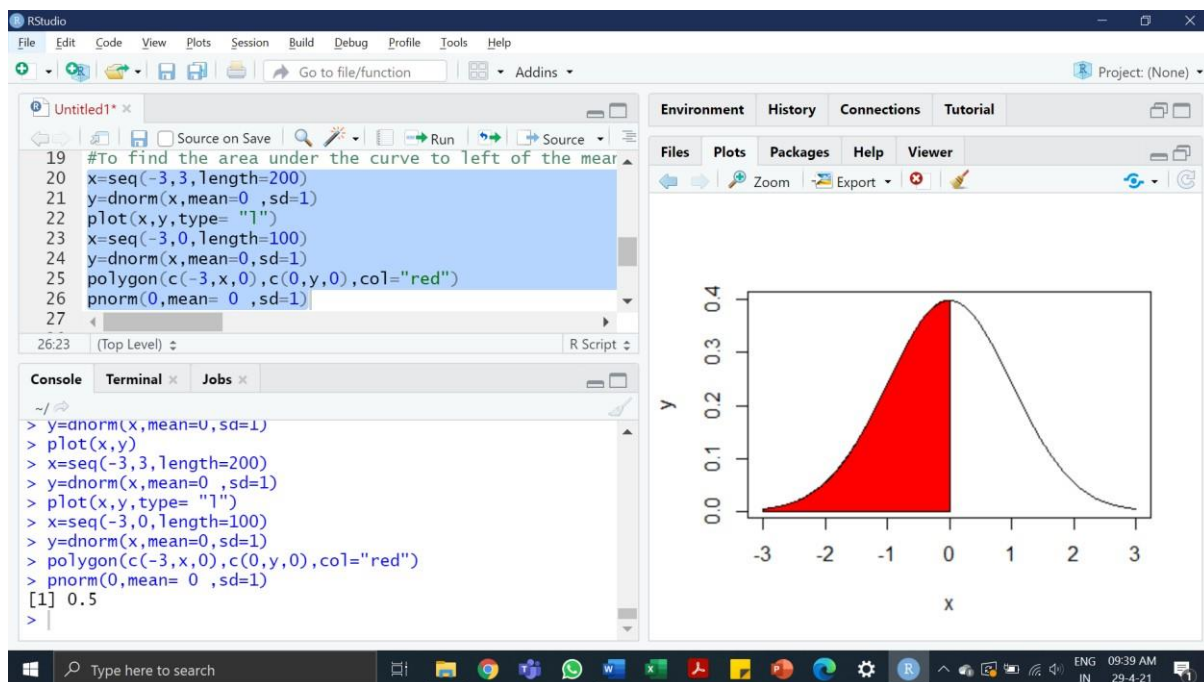 RStudio
File Edit Code View Plots Session Build Debug Profile Tools Help
Go to file/function Addins Project: (None)
Untitled1*
Source on Save Run Source
19 #To find the area under the curve to left of the mean
20 x=seq(-3,3,length=200)
21 y=dnorm(x,mean=0 ,sd=1)
22 plot(x,y,type= "l")
23 x=seq(-3,0,length=100)
24 y=dnorm(x,mean=0,sd=1)
25 polygon(c(-3,x,0),c(0,y,0),col="red")
26 pnorm(0,mean= 0 ,sd=1)
27
26:23 (Top Level) R Script
Console Terminal Jobs
~/
> y=dnorm(x,mean=0,sd=1)
> plot(x,y)
> x=seq(-3,3,length=200)
> y=dnorm(x,mean=0 ,sd=1)
> plot(x,y,type= "l")
> x=seq(-3,0,length=100)
> y=dnorm(x,mean=0,sd=1)
> polygon(c(-3,x,0),c(0,y,0),col="red")
> pnorm(0,mean= 0 ,sd=1)
[1] 0.5
>
Environment History Connections Tutorial
Files Plots Packages Help Viewer
Zoom Export
0.4
0.3
0.2
0.1
0.0
y
-3 -2 -1 0 1 2 3
x
Type here to search
ENG 09:39 AM
IN 29-4-21